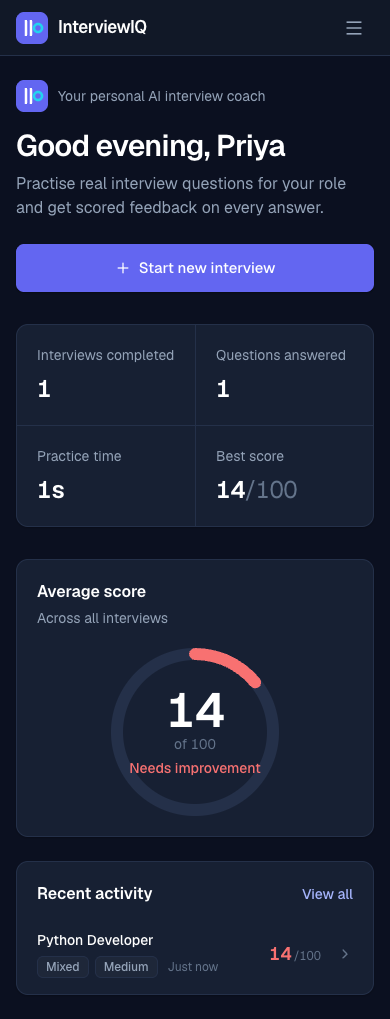 InterviewIQ
Your personal AI interview coach
Good evening, Priya
Practise real interview questions for your role
and get scored feedback on every answer.
Start new interview
Interviews completed
1
Questions answered
1
Practice time
1s
Best score
14/100
Average score
Across all interviews
14
of 100
Needs improvement
Recent activity
View all
Python Developer
14/100
Mixed Medium Just now